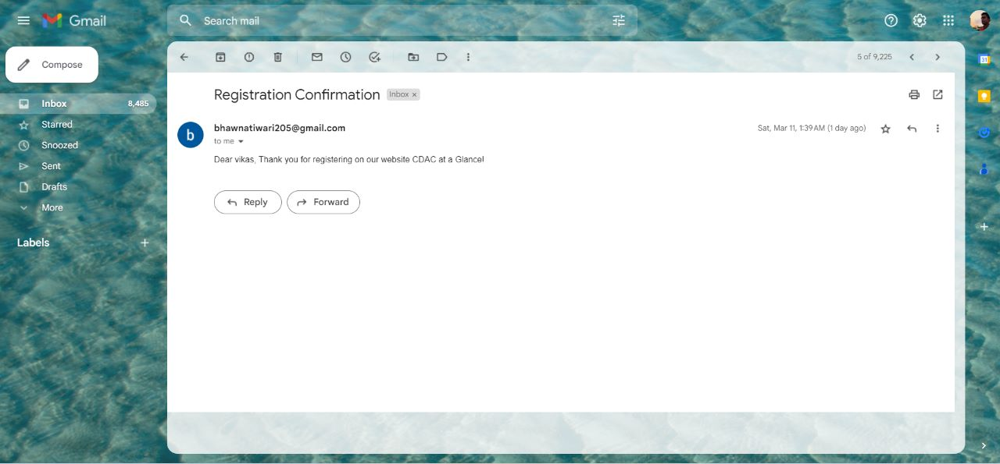 Gmail
Search mail
Compose
5 of 9,225
Inbox 8,485
Starred
Snoozed
Sent
Drafts
More
Labels
Registration Confirmation Inbox ×
b
bhawnatiwari205@gmail.com Sat, Mar 11, 1:39 AM (1 day ago)
to me
Dear vikas, Thank you for registering on our website CDAC at a Glance!
Reply Forward
31